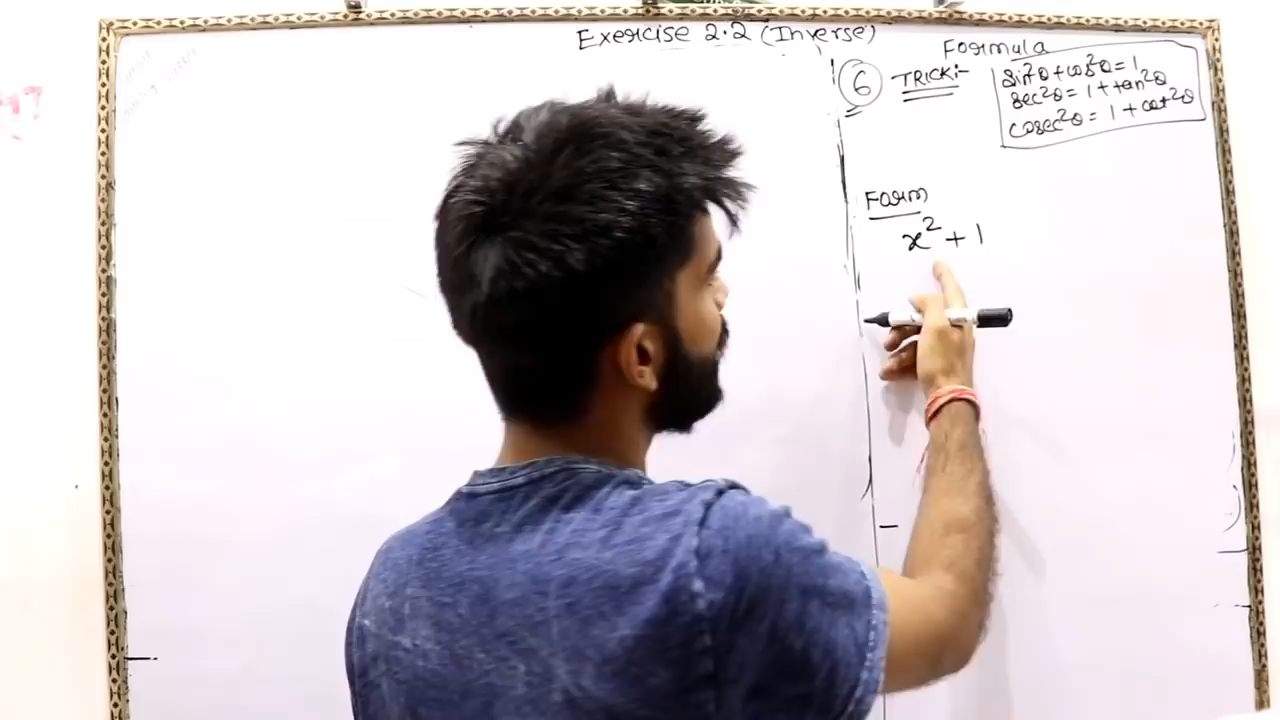 Exercise 2.2 (Inverse)
Formula
sin²θ + cos²θ = 1
sec²θ = 1 + tan²θ
cosec²θ = 1 + cot²θ
6 TRICK:-
Form
x² + 1